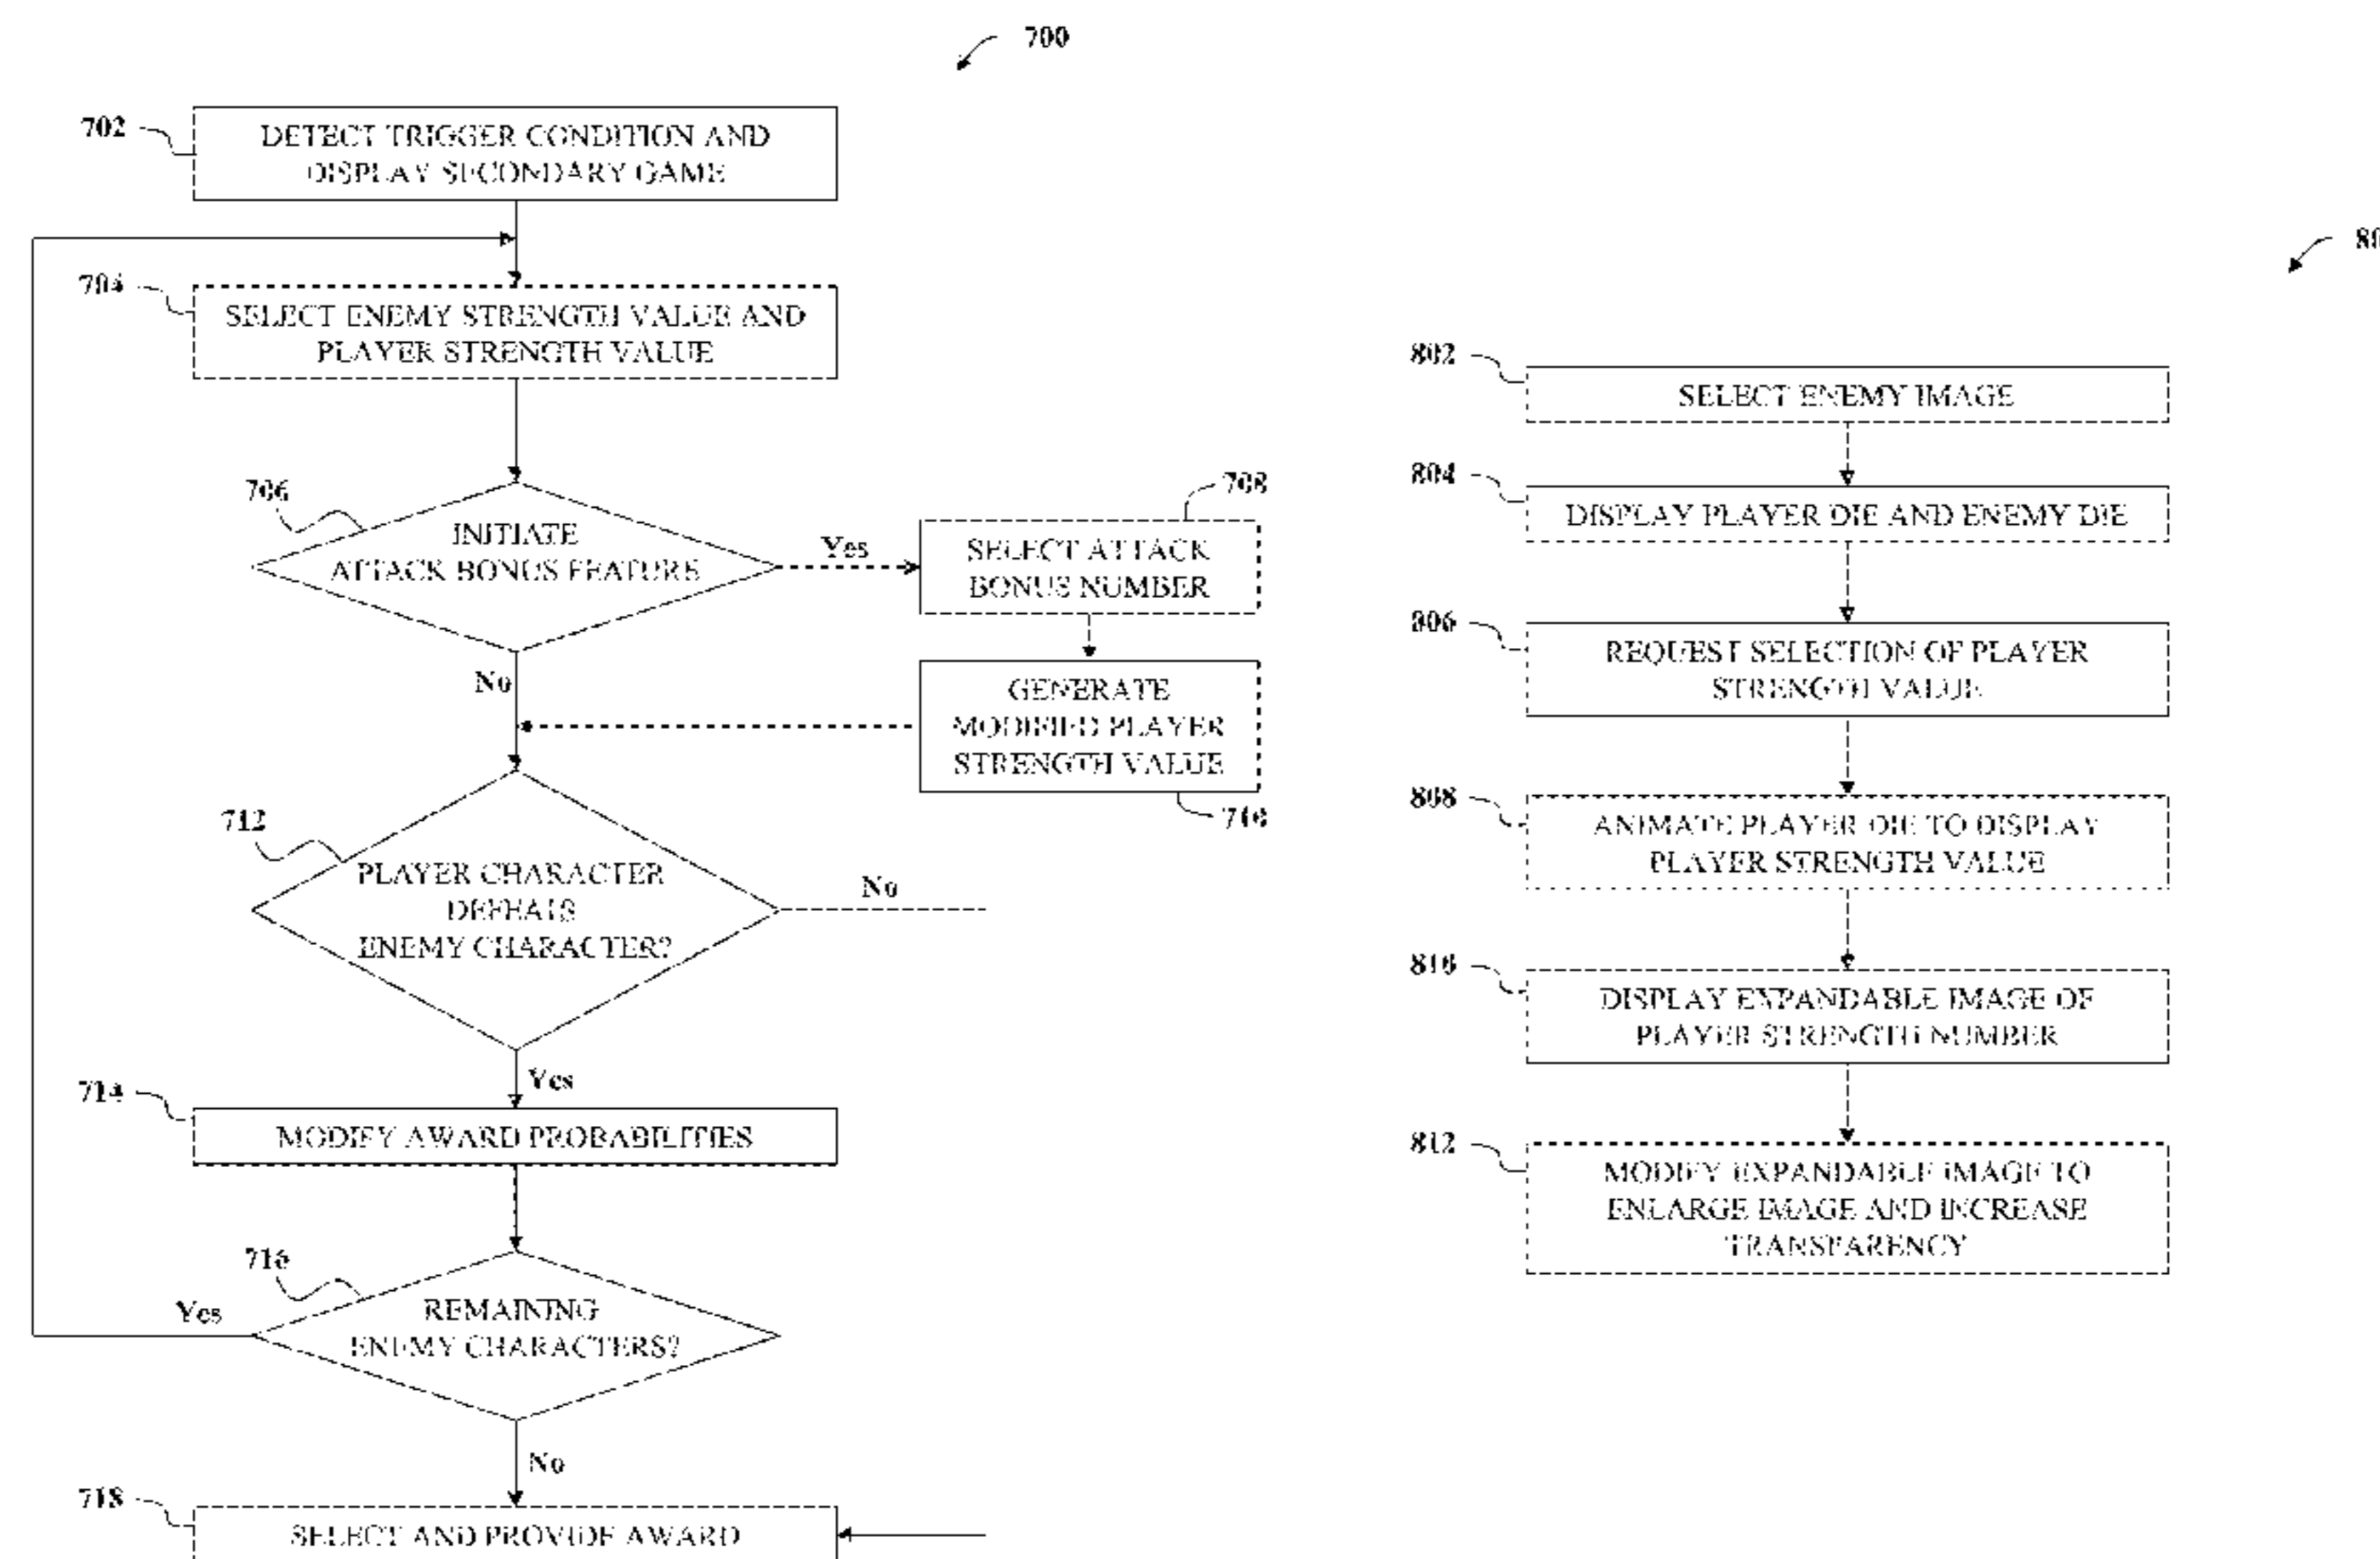 700
702
DETECT TRIGGER CONDITION AND
DISPLAY SECONDARY GAME
704
SELECT ENEMY STRENGTH VALUE AND
PLAYER STRENGTH VALUE
706
INITIATE
ATTACK BONUS FEATURE
Yes
708
SELECT ATTACK
BONUS NUMBER
No
GENERATE
MODIFIED PLAYER
STRENGTH VALUE
710
712
PLAYER CHARACTER
DEFEATS
ENEMY CHARACTER?
No
Yes
714
MODIFY AWARD PROBABILITIES
716
REMAINING
ENEMY CHARACTERS?
Yes
No
718
SELECT AND PROVIDE AWARD
802
SELECT ENEMY IMAGE
804
DISPLAY PLAYER DIE AND ENEMY DIE
806
REQUEST SELECTION OF PLAYER
STRENGTH VALUE
808
ANIMATE PLAYER DIE TO DISPLAY
PLAYER STRENGTH VALUE
810
DISPLAY EXPANDABLE IMAGE OF
PLAYER STRENGTH NUMBER
812
MODIFY EXPANDABLE IMAGE TO
ENLARGE IMAGE AND INCREASE
TRANSPARENCY